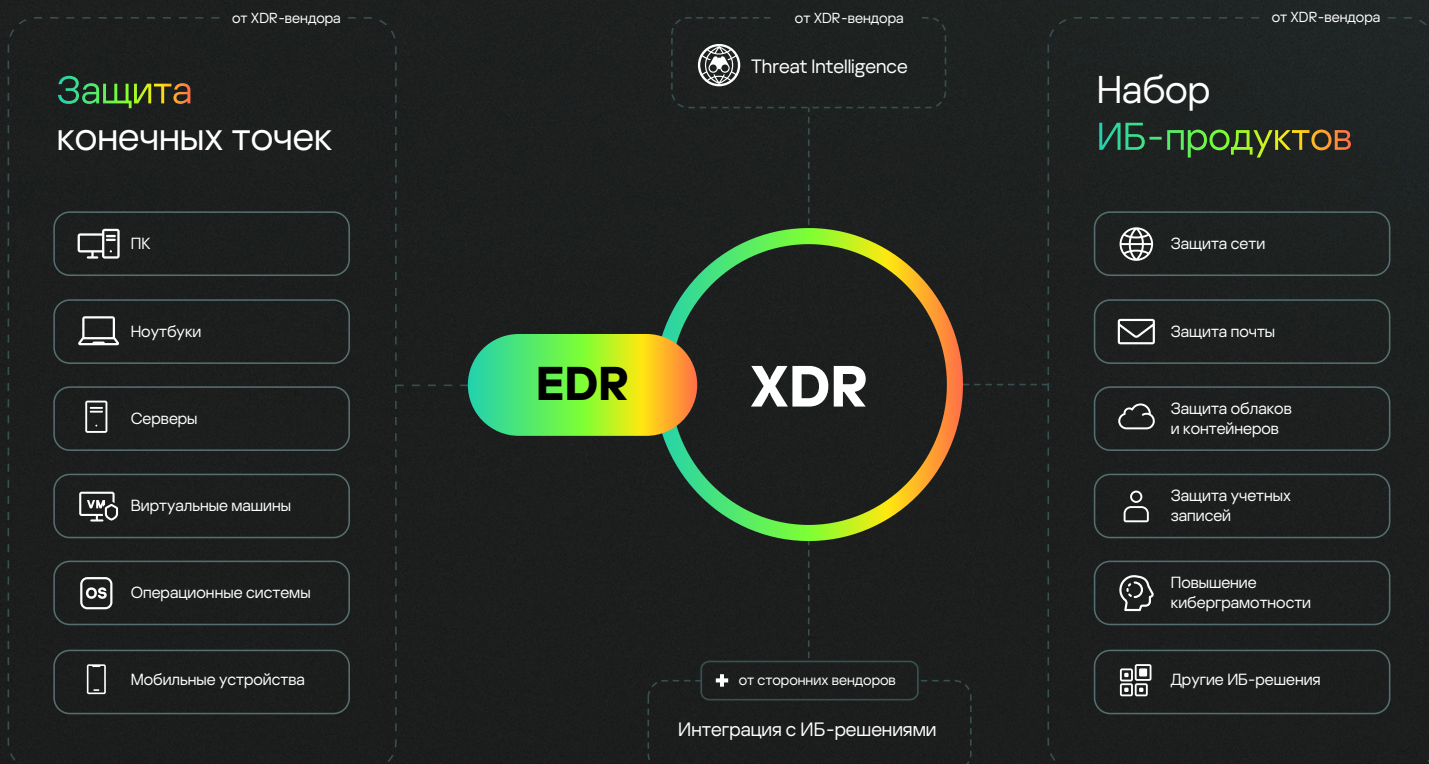 от XDR-вендора
Защита
конечных точек
ПК
Ноутбуки
Серверы
VM
Виртуальные машины
OS
Операционные системы
Мобильные устройства
от XDR-вендора
Threat Intelligence
EDR
XDR
от сторонних вендоров
Интеграция с ИБ-решениями
от XDR-вендора
Набор
ИБ-продуктов
Защита сети
Защита почты
Защита облаков
и контейнеров
Защита учетных
записей
Повышение
киберграмотности
Другие ИБ-решения